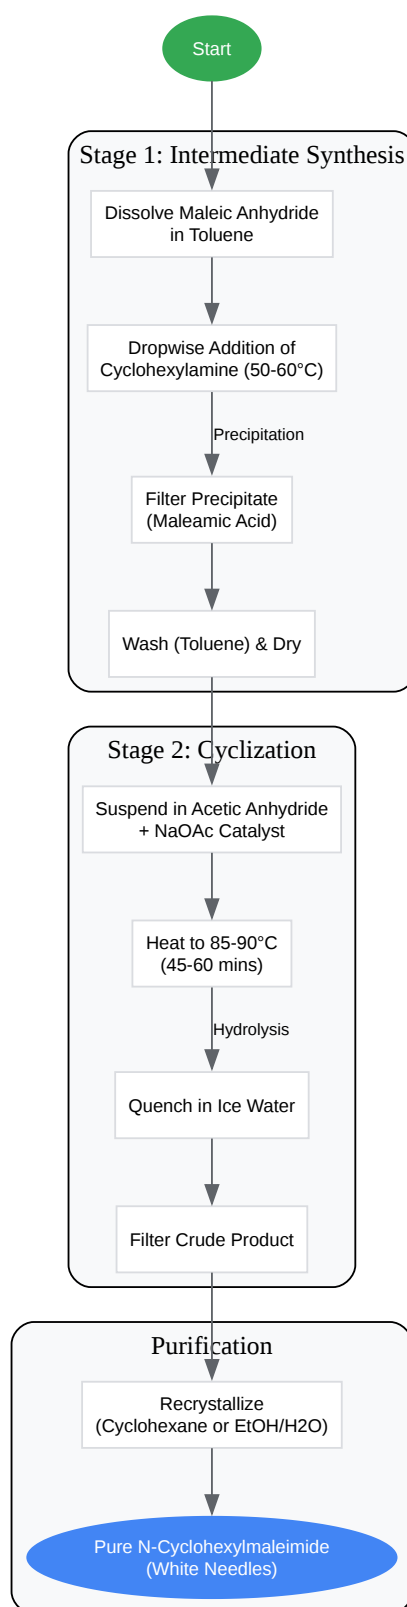 Start
Stage 1: Intermediate Synthesis
Dissolve Maleic Anhydride
in Toluene
Dropwise Addition of
Cyclohexylamine (50-60°C)
Precipitation
Filter Precipitate
(Maleamic Acid)
Wash (Toluene) & Dry
Stage 2: Cyclization
Suspend in Acetic Anhydride
+ NaOAc Catalyst
Heat to 85-90°C
(45-60 mins)
Hydrolysis
Quench in Ice Water
Filter Crude Product
Purification
Recrystallize
(Cyclohexane or EtOH/H2O)
Pure N-Cyclohexylmaleimide
(White Needles)